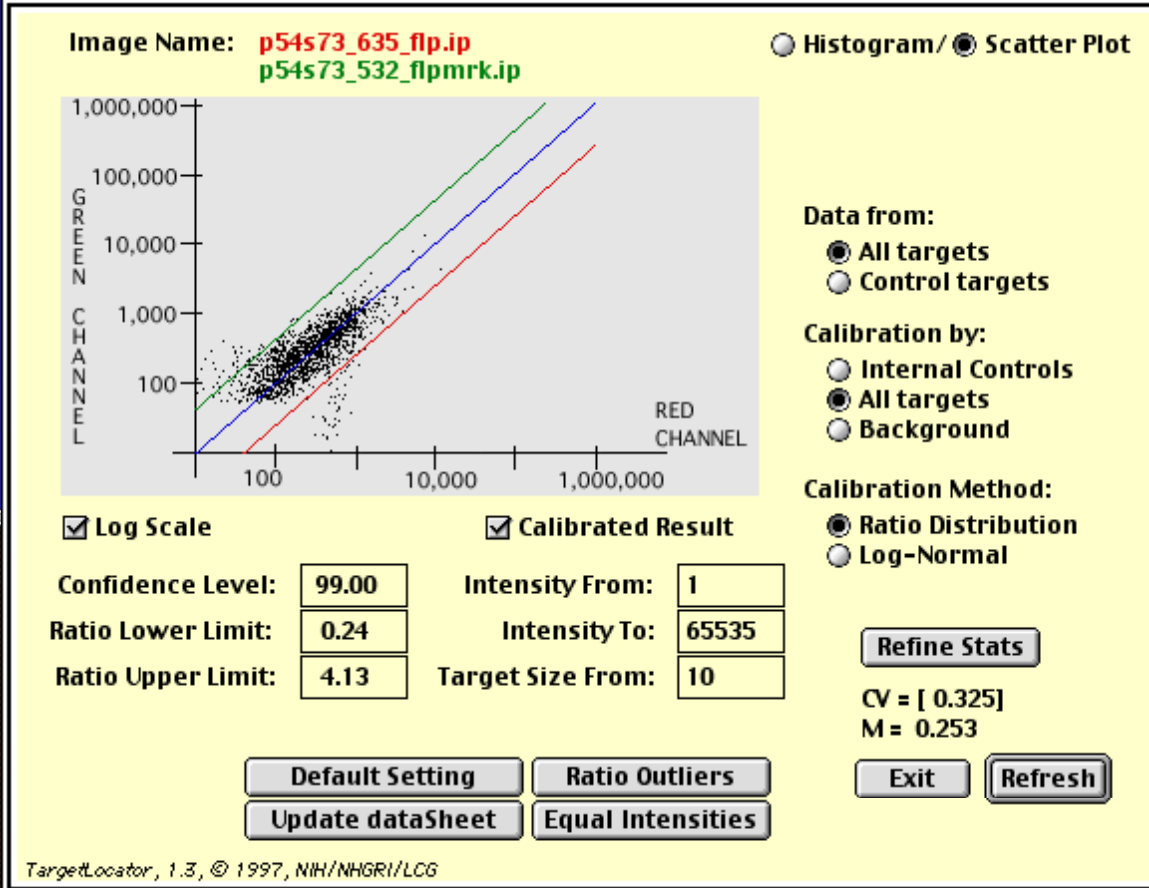 Image Name: p54s73_635_flp.ip
p54s73_532_flpmrk.ip
Histogram/ Scatter Plot
1,000,000
100,000
10,000
1,000
100
GREEN CHANNEL
RED
CHANNEL
100 10,000 1,000,000
Data from:
All targets
Control targets
Calibration by:
Internal Controls
All targets
Background
Calibration Method:
Ratio Distribution
Log-Normal
Log Scale Calibrated Result
Confidence Level: 99.00 Intensity From: 1
Ratio Lower Limit: 0.24 Intensity To: 65535
Ratio Upper Limit: 4.13 Target Size From: 10
Refine Stats
CV = [ 0.325]
M = 0.253
Default Setting Ratio Outliers Exit Refresh
Update dataSheet Equal Intensities
TargetLocator, 1.3, © 1997, NIH/NHGRI/LCG